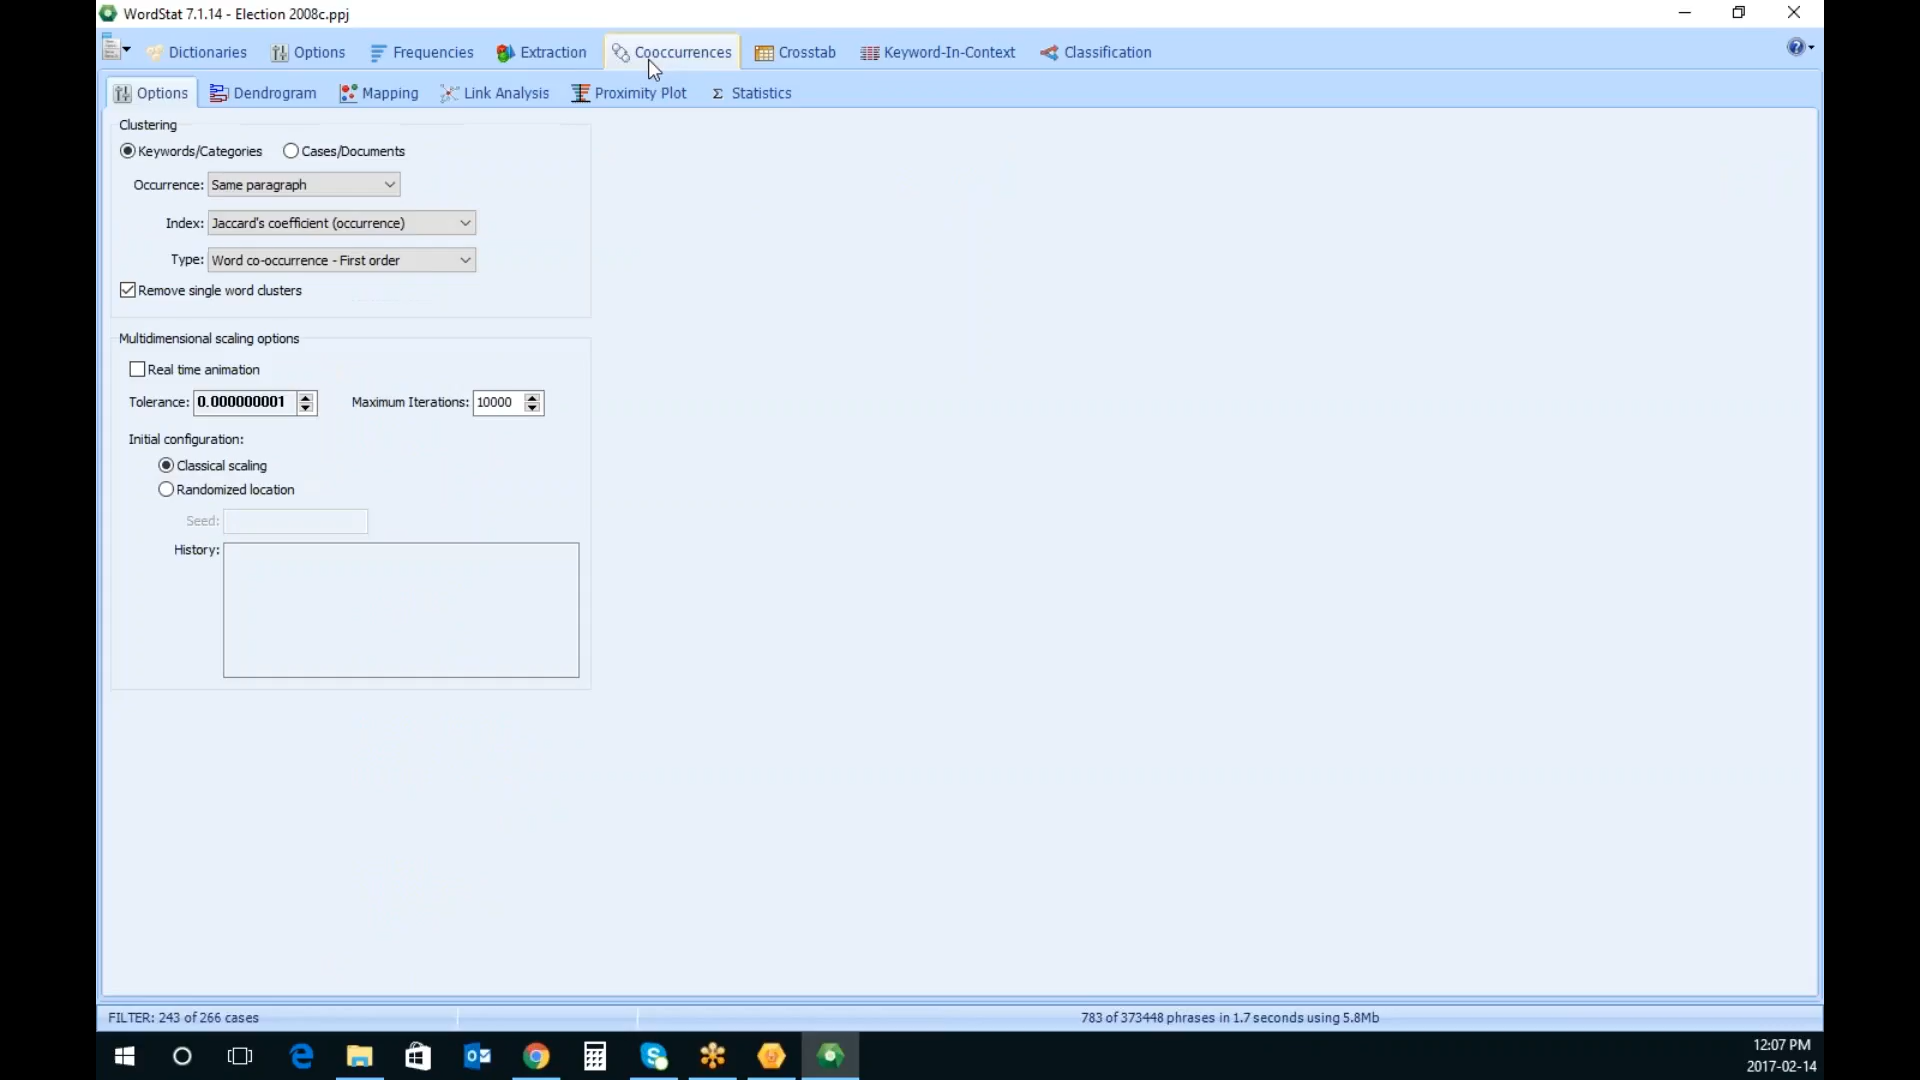 WordStat 7.1.14 - Election 2008c.ppj
Dictionaries Options Frequencies Extraction Cooccurrences Crosstab Keyword-In-Context Classification
Options Dendrogram Mapping Link Analysis Proximity Plot Σ Statistics
Clustering
Keywords/Categories Cases/Documents
Occurrence: Same paragraph
Index: Jaccard's coefficient (occurrence)
Type: Word co-occurrence - First order
Remove single word clusters
Multidimensional scaling options
Real time animation
Tolerance: 0.000000001 Maximum Iterations: 10000
Initial configuration:
Classical scaling
Randomized location
Seed:
History:
FILTER: 243 of 266 cases 783 of 373448 phrases in 1.7 seconds using 5.8Mb
12:07 PM
2017-02-14